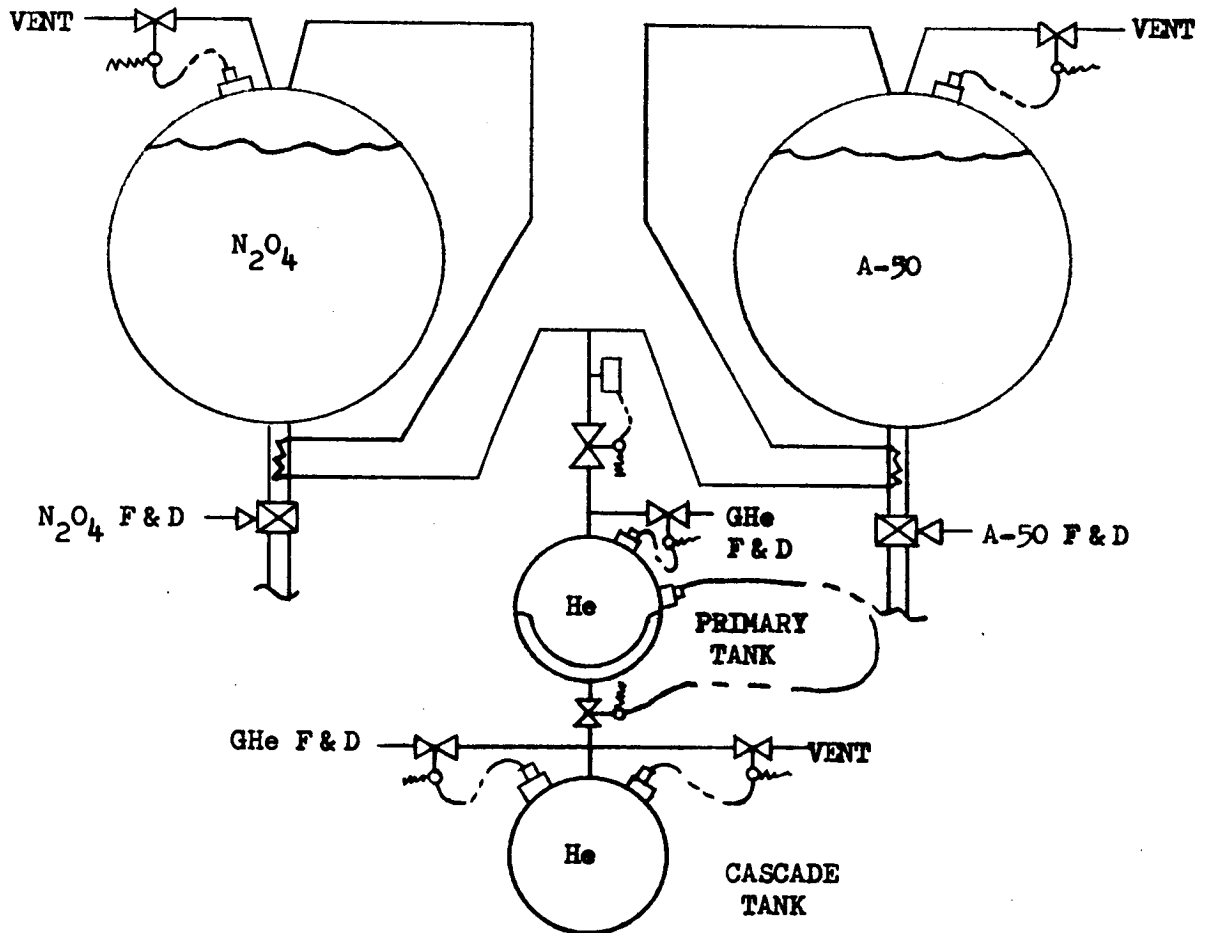 VENT
VENT
N₂O₄
A-50
N₂O₄ F & D
GHe
F & D
A-50 F & D
He
PRIMARY
TANK
GHe F & D
VENT
He
CASCADE
TANK